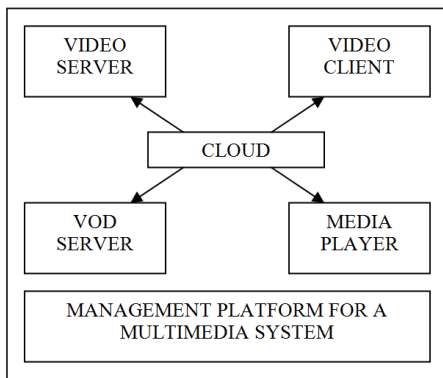 VIDEO
SERVER
VIDEO
CLIENT
CLOUD
VOD
SERVER
MEDIA
PLAYER
MANAGEMENT PLATFORM FOR A
MULTIMEDIA SYSTEM